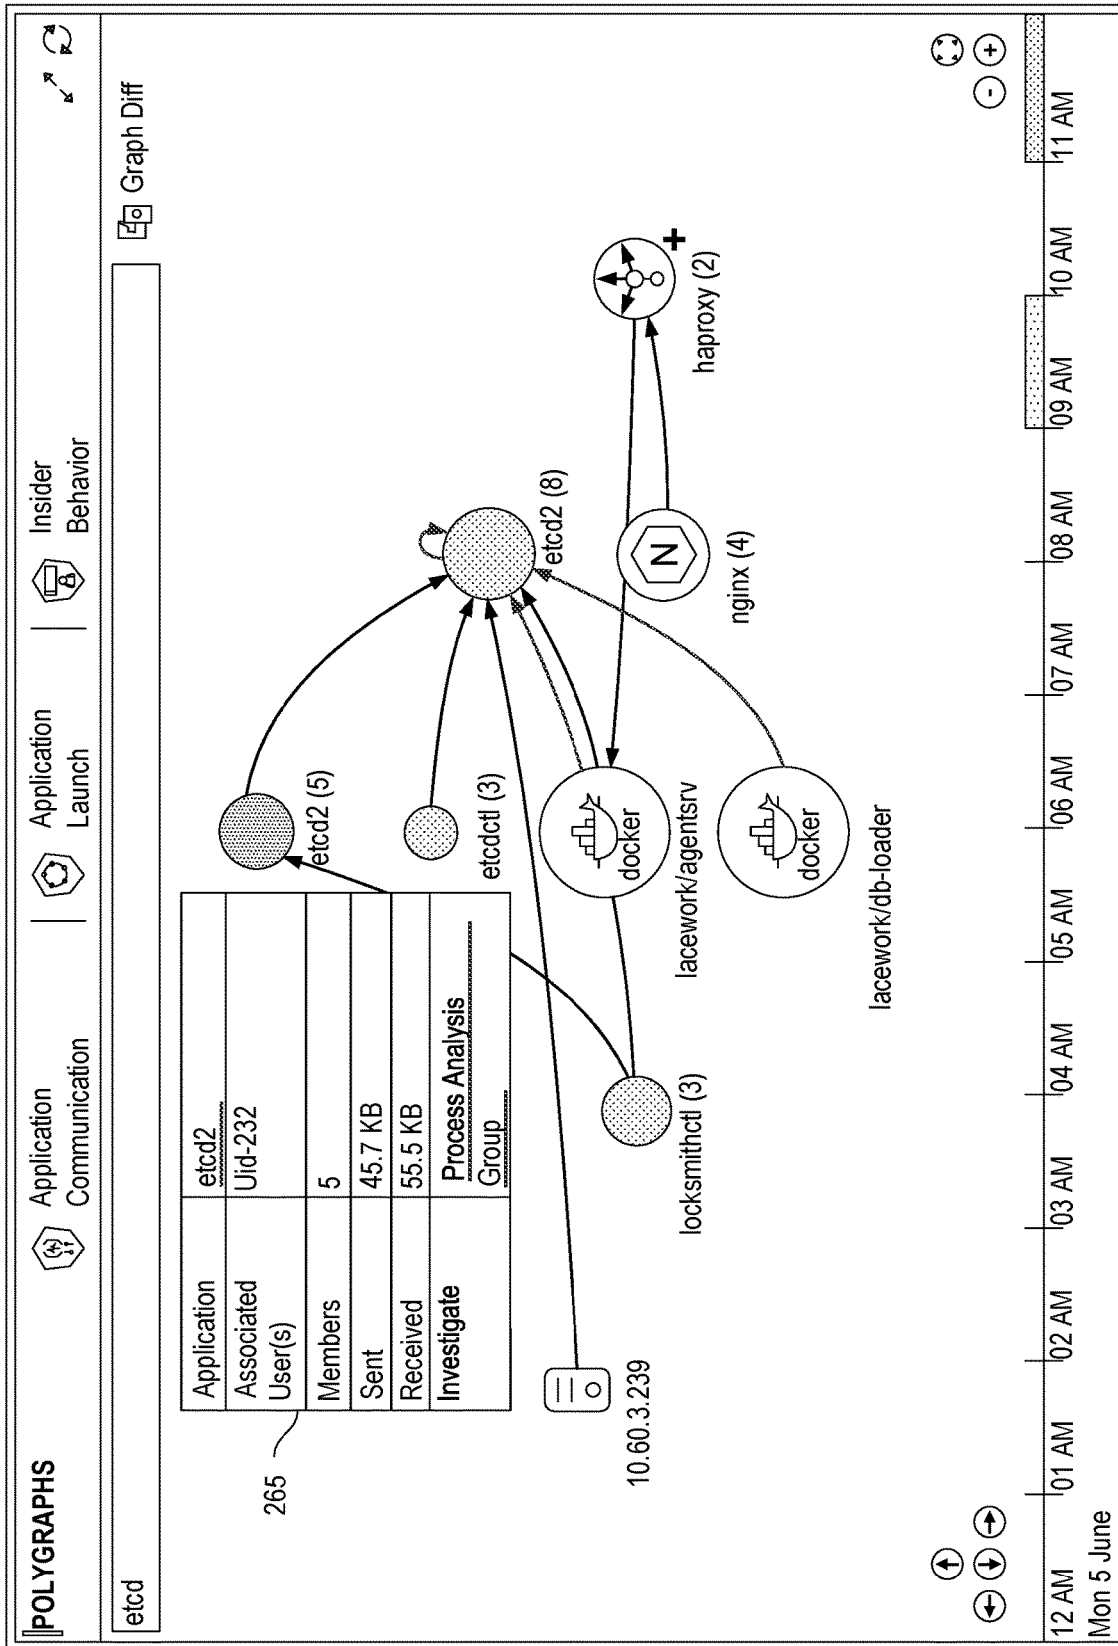 POLYGRAPHS
Application
Communication
Application
Launch
Insider
Behavior
etcd
Graph Diff
Application
etcd2
Associated
User(s)
Uid-232
Members
5
Sent
45.7 KB
Received
55.5 KB
Investigate
Process Analysis
Group
265
etcd2 (5)
etcd2 (8)
etcdctl (3)
10.60.3.239
docker
lacework/agentsrv
locksmithctl (3)
N
nginx (4)
haproxy (2)
docker
lacework/db-loader
12 AM
01 AM
02 AM
03 AM
04 AM
05 AM
06 AM
07 AM
08 AM
09 AM
10 AM
11 AM
Mon 5 June